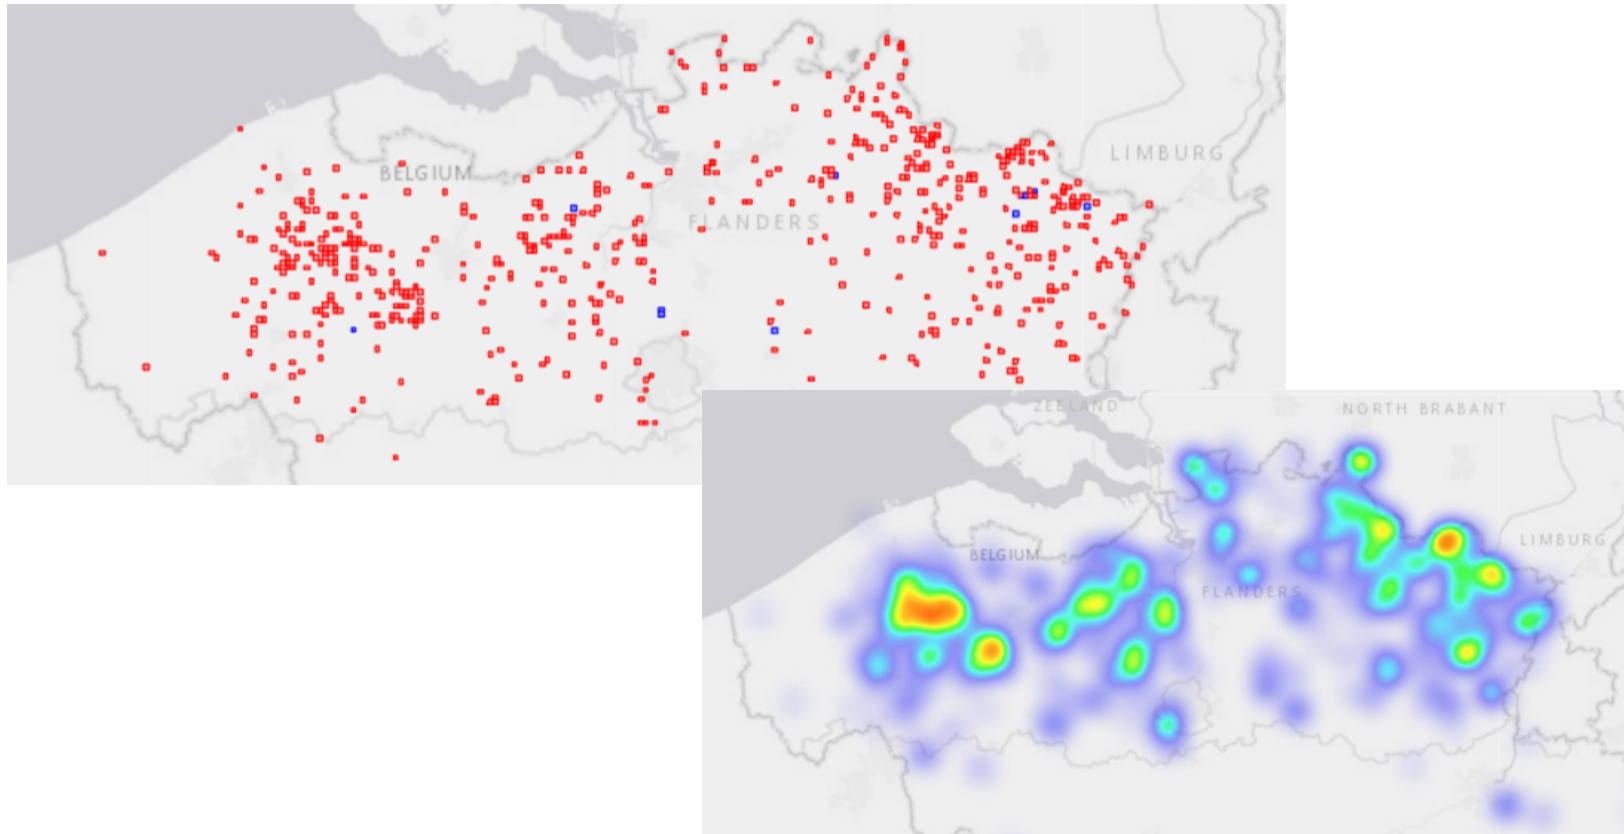 BELGIUM
LIMBURG
FLANDERS
ZEELAND
NORTH BRABANT
BELGIUM
LIMBURG
FLANDERS